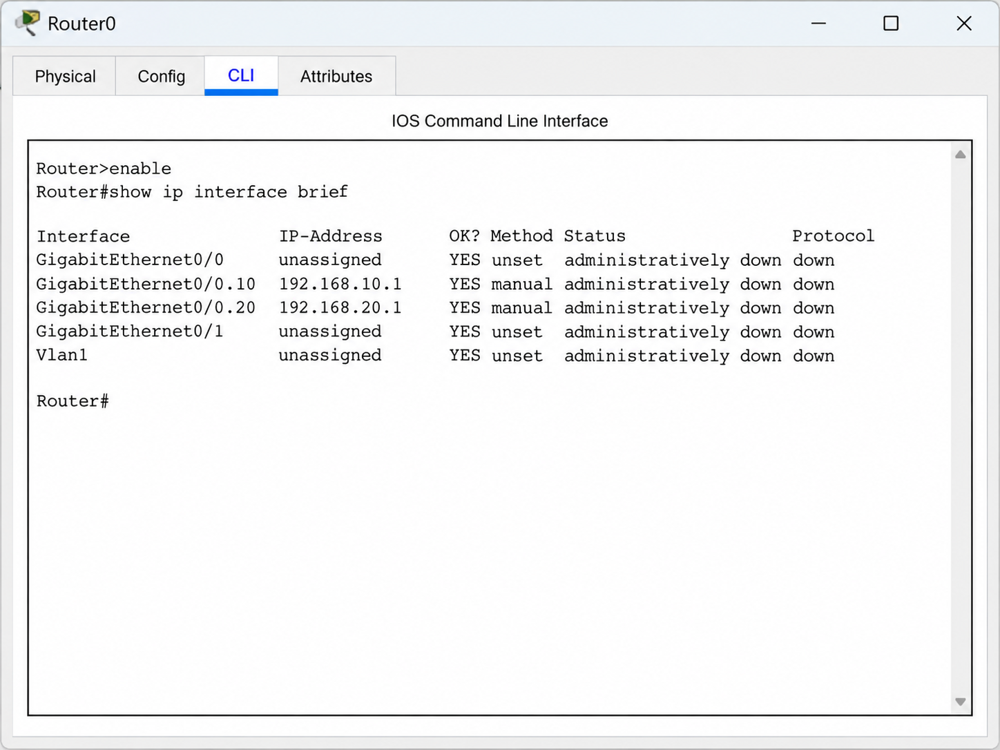 Router0
Physical Config CLI Attributes
IOS Command Line Interface
Router>enable
Router#show ip interface brief
Interface IP-Address OK? Method Status Protocol
GigabitEthernet0/0 unassigned YES unset administratively down down
GigabitEthernet0/0.10 192.168.10.1 YES manual administratively down down
GigabitEthernet0/0.20 192.168.20.1 YES manual administratively down down
GigabitEthernet0/1 unassigned YES unset administratively down down
Vlan1 unassigned YES unset administratively down down
Router#